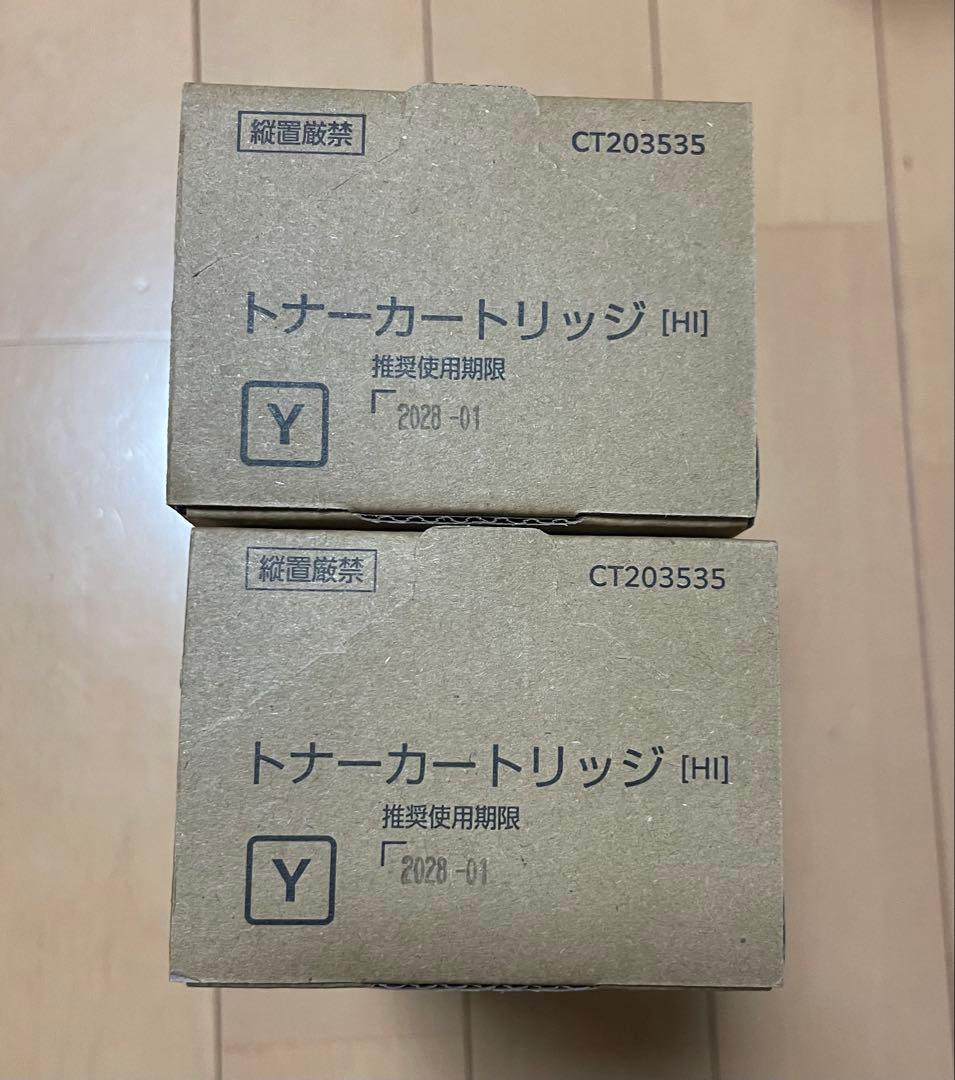 縦置厳禁
CT203535
トナーカートリッジ [HI]
推奨使用期限
Y
2028 -01
縦置厳禁
CT203535
トナーカートリッジ [HI]
推奨使用期限
Y
2028 -01